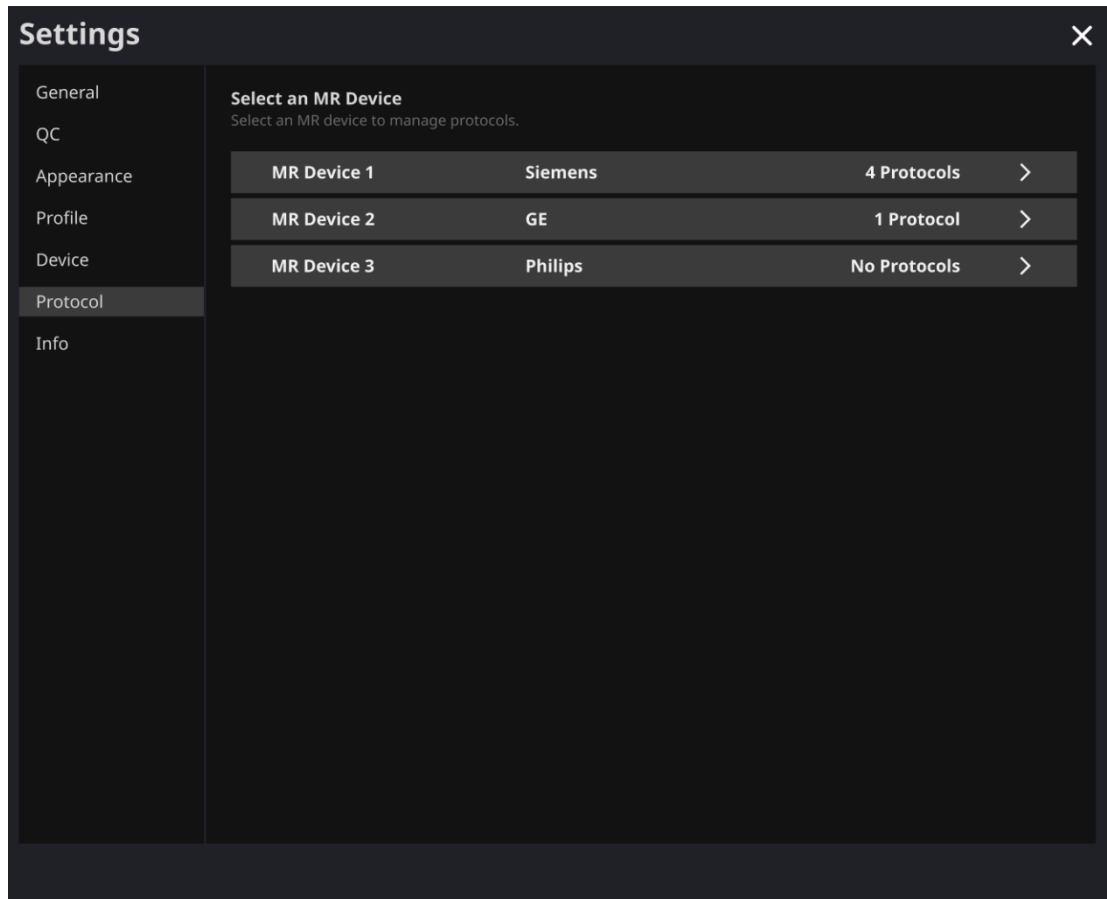 Settings
General
QC
Appearance
Profile
Device
Protocol
Info
Select an MR Device
Select an MR device to manage protocols.
MR Device 1 Siemens 4 Protocols
MR Device 2 GE 1 Protocol
MR Device 3 Philips No Protocols